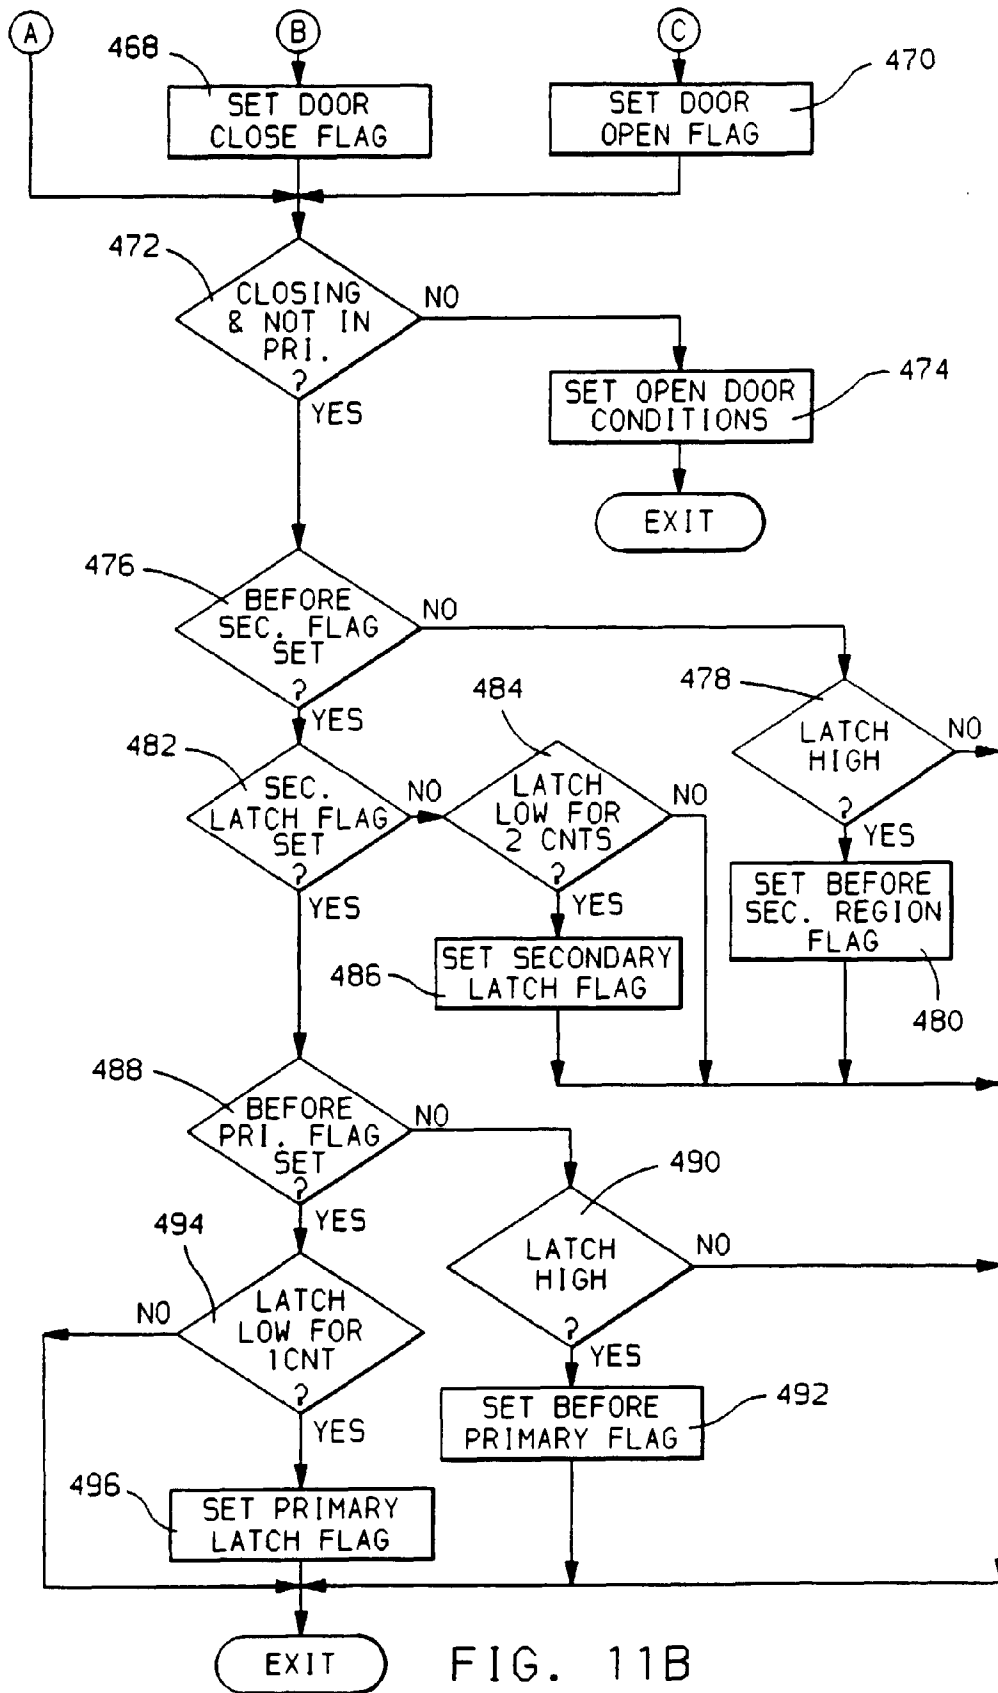 A
B
C
468
SET DOOR
CLOSE FLAG
470
SET DOOR
OPEN FLAG
472
CLOSING
& NOT IN
PRI.
?
NO
YES
474
SET OPEN DOOR
CONDITIONS
EXIT
476
BEFORE
SEC. FLAG
SET
?
NO
YES
478
LATCH
HIGH
?
NO
YES
SET BEFORE
SEC. REGION
FLAG
480
482
SEC.
LATCH FLAG
SET
?
NO
YES
484
LATCH
LOW FOR
2 CNTS
?
NO
YES
486
SET SECONDARY
LATCH FLAG
488
BEFORE
PRI. FLAG
SET
?
NO
YES
490
LATCH
HIGH
?
NO
YES
SET BEFORE
PRIMARY FLAG
492
494
LATCH
LOW FOR
1CNT
?
NO
YES
496
SET PRIMARY
LATCH FLAG
EXIT
FIG. 11B